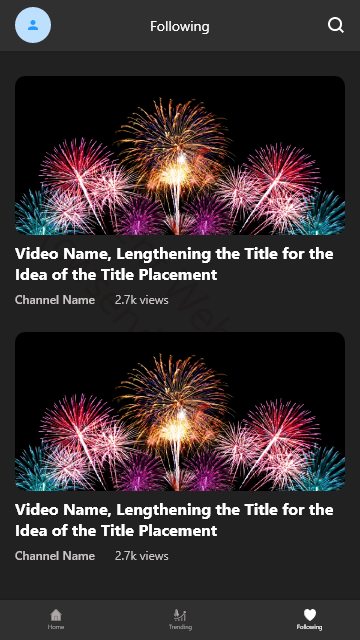 Following
Video Name, Lengthening the Title for the
Idea of the Title Placement
Channel Name 2.7k views
Video Name, Lengthening the Title for the
Idea of the Title Placement
Channel Name 2.7k views
Home Trending Following